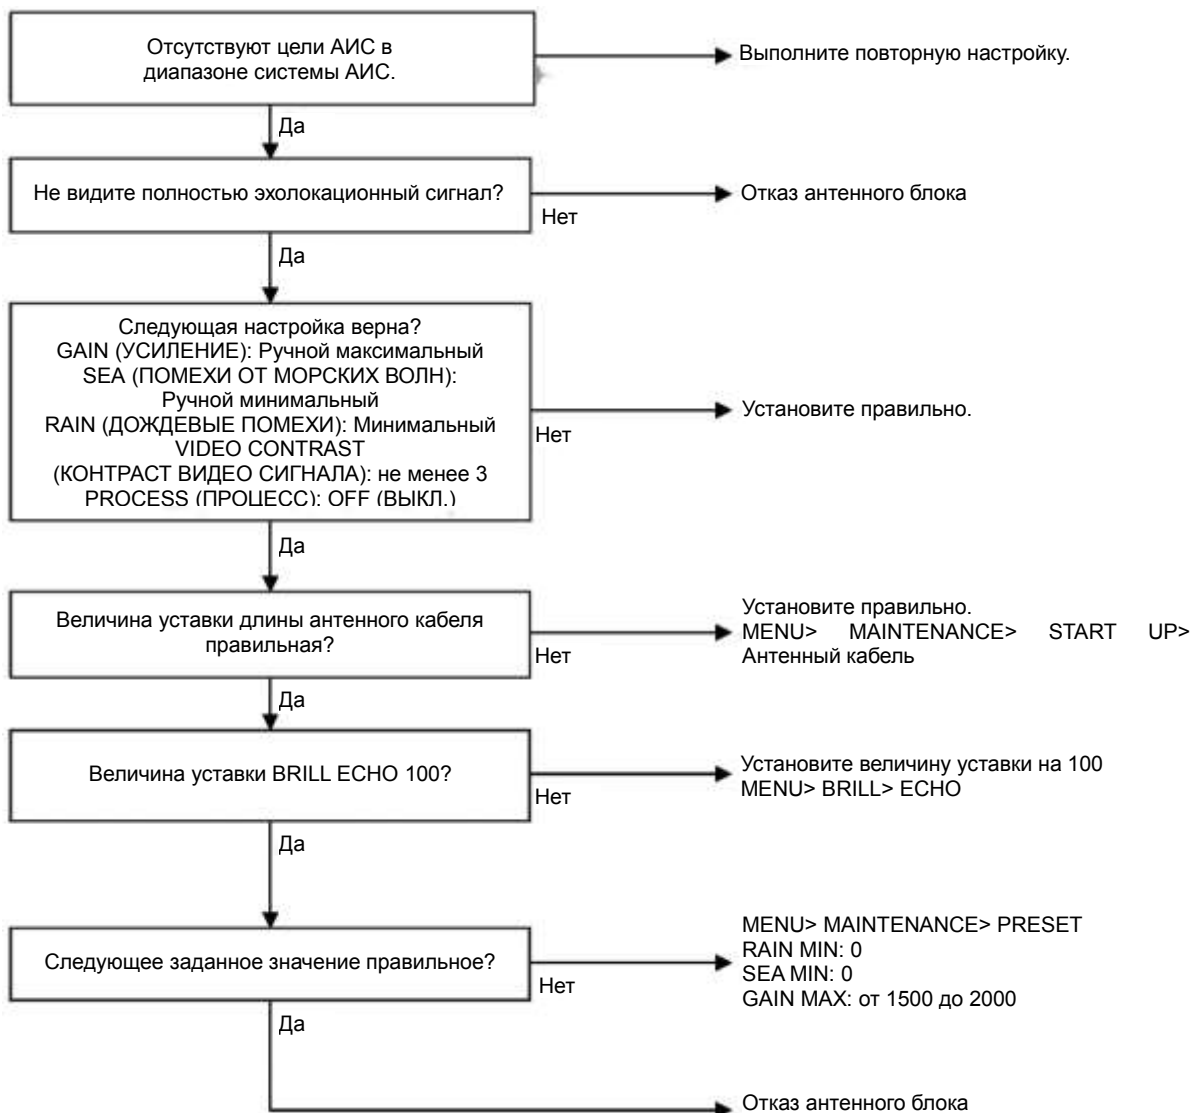 Отсутствуют цели АИС в
диапазоне системы АИС.
Выполните повторную настройку.
Да
Не видите полностью эхолокационный сигнал?
Отказ антенного блока
Нет
Да
Следующая настройка верна?
GAIN (УСИЛЕНИЕ): Ручной максимальный
SEA (ПОМЕХИ ОТ МОРСКИХ ВОЛН):
Ручной минимальный
RAIN (ДОЖДЕВЫЕ ПОМЕХИ): Минимальный
VIDEO CONTRAST
(КОНТРАСТ ВИДЕО СИГНАЛА): не менее 3
PROCESS (ПРОЦЕСС): OFF (ВЫКЛ.)
Установите правильно.
Нет
Да
Величина уставки длины антенного кабеля
правильная?
Установите правильно.
MENU> MAINTENANCE> START UP>
Антенный кабель
Нет
Да
Величина уставки BRILL ECHO 100?
Установите величину уставки на 100
MENU> BRILL> ECHO
Нет
Да
Следующее заданное значение правильное?
MENU> MAINTENANCE> PRESET
RAIN MIN: 0
SEA MIN: 0
GAIN MAX: от 1500 до 2000
Нет
Да
Отказ антенного блока